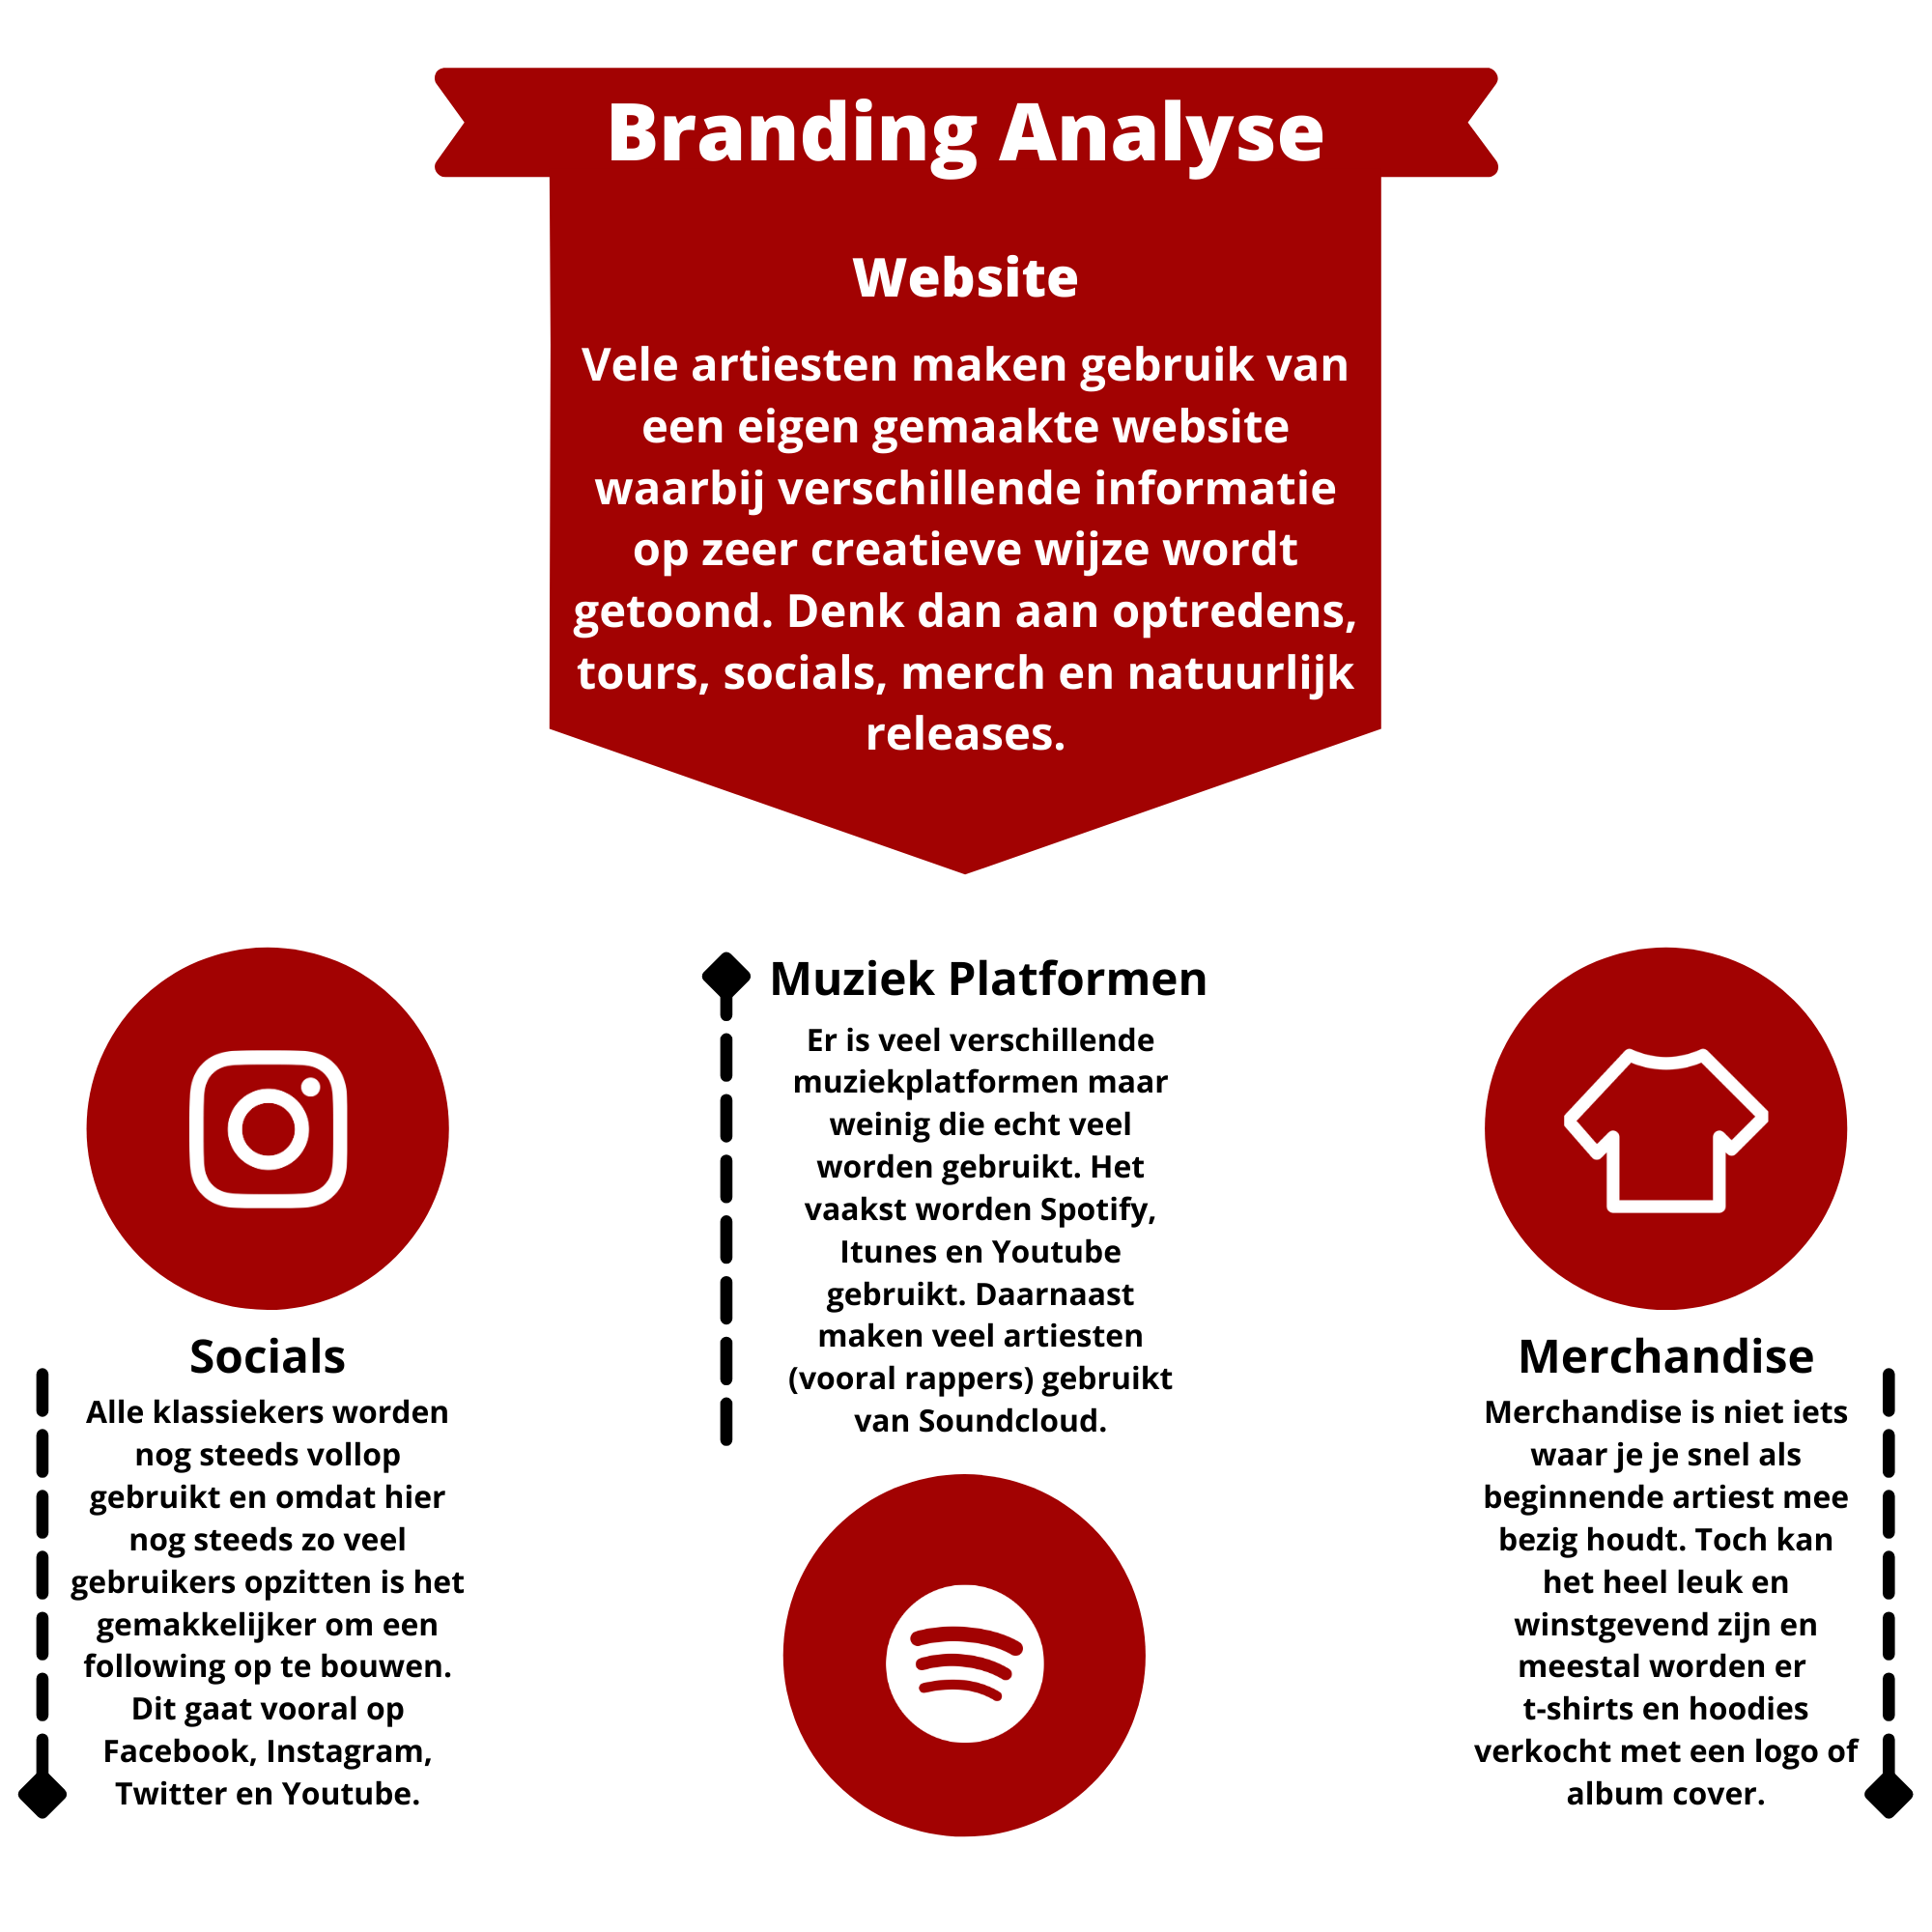 Branding Analyse
Website
Vele artiesten maken gebruik van
een eigen gemaakte website
waarbij verschillende informatie
op zeer creatieve wijze wordt
getoond. Denk dan aan optredens,
tours, socials, merch en natuurlijk
releases.
Socials
Alle klassiekers worden
nog steeds vollop
gebruikt en omdat hier
nog steeds zo veel
gebruikers opzitten is het
gemakkelijker om een
following op te bouwen.
Dit gaat vooral op
Facebook, Instagram,
Twitter en Youtube.
Muziek Platformen
Er is veel verschillende
muziekplatformen maar
weinig die echt veel
worden gebruikt. Het
vaakst worden Spotify,
Itunes en Youtube
gebruikt. Daarnaast
maken veel artiesten
(vooral rappers) gebruikt
van Soundcloud.
Merchandise
Merchandise is niet iets
waar je je snel als
beginnende artiest mee
bezig houdt. Toch kan
het heel leuk en
winstgevend zijn en
meestal worden er
t-shirts en hoodies
verkocht met een logo of
album cover.